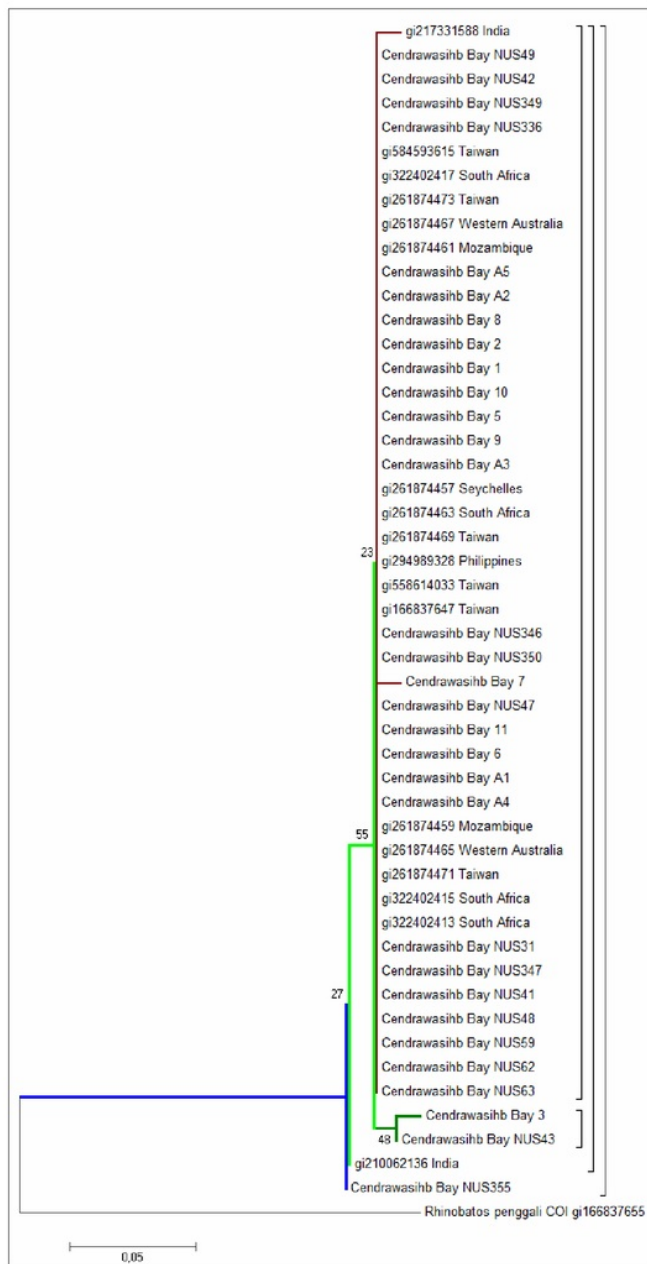 gi217331588 India
Cendrawasihb Bay NUS49
Cendrawasihb Bay NUS42
Cendrawasihb Bay NUS349
Cendrawasihb Bay NUS336
gi584593615 Taiwan
gi322402417 South Africa
gi261874473 Taiwan
gi261874467 Western Australia
gi261874461 Mozambique
Cendrawasihb Bay A5
Cendrawasihb Bay A2
Cendrawasihb Bay 8
Cendrawasihb Bay 2
Cendrawasihb Bay 1
Cendrawasihb Bay 10
Cendrawasihb Bay 5
Cendrawasihb Bay 9
Cendrawasihb Bay A3
gi261874457 Seychelles
gi261874463 South Africa
gi261874469 Taiwan
23
gi294989328 Philippines
gi558614033 Taiwan
gi166837647 Taiwan
Cendrawasihb Bay NUS346
Cendrawasihb Bay NUS350
Cendrawasihb Bay 7
Cendrawasihb Bay NUS47
Cendrawasihb Bay 11
Cendrawasihb Bay 6
Cendrawasihb Bay A1
Cendrawasihb Bay A4
gi261874459 Mozambique
55
gi261874465 Western Australia
gi261874471 Taiwan
gi322402415 South Africa
gi322402413 South Africa
Cendrawasihb Bay NUS31
Cendrawasihb Bay NUS347
27
Cendrawasihb Bay NUS41
Cendrawasihb Bay NUS48
Cendrawasihb Bay NUS59
Cendrawasihb Bay NUS62
Cendrawasihb Bay NUS63
Cendrawasihb Bay 3
48
Cendrawasihb Bay NUS43
gi210062136 India
Cendrawasihb Bay NUS355
Rhinobatos penggali COI gi166837655
0,05